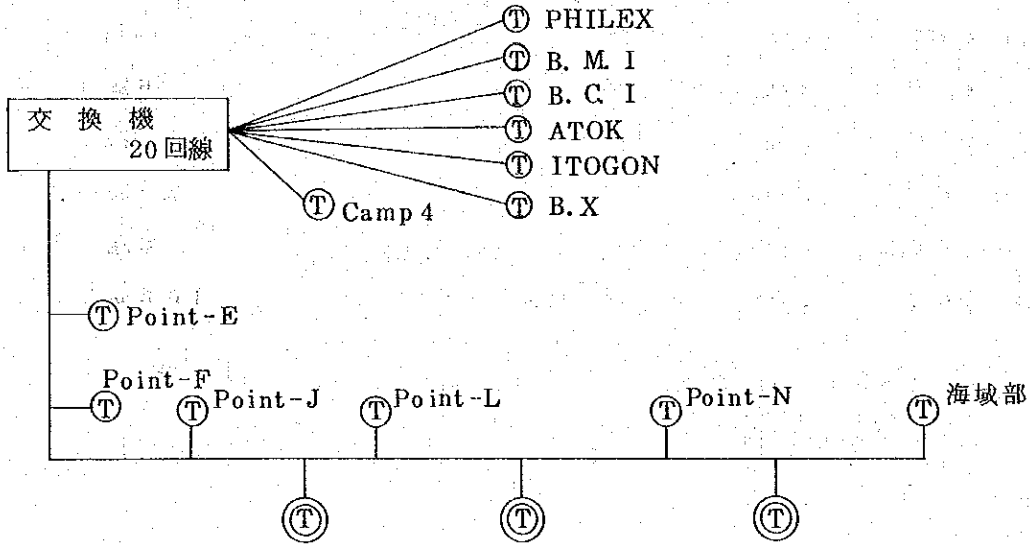 Ⓣ PHILEX
Ⓣ B. M. I
Ⓣ B. C. I
Ⓣ ATOK
Ⓣ ITOGON
Ⓣ B. X
交換機
20回線
Ⓣ Camp 4
Ⓣ Point-E
Point-F
Ⓣ
Ⓣ Point-J
Ⓣ Point-L
Ⓣ Point-N
Ⓣ 海域部
Ⓣ
Ⓣ
Ⓣ